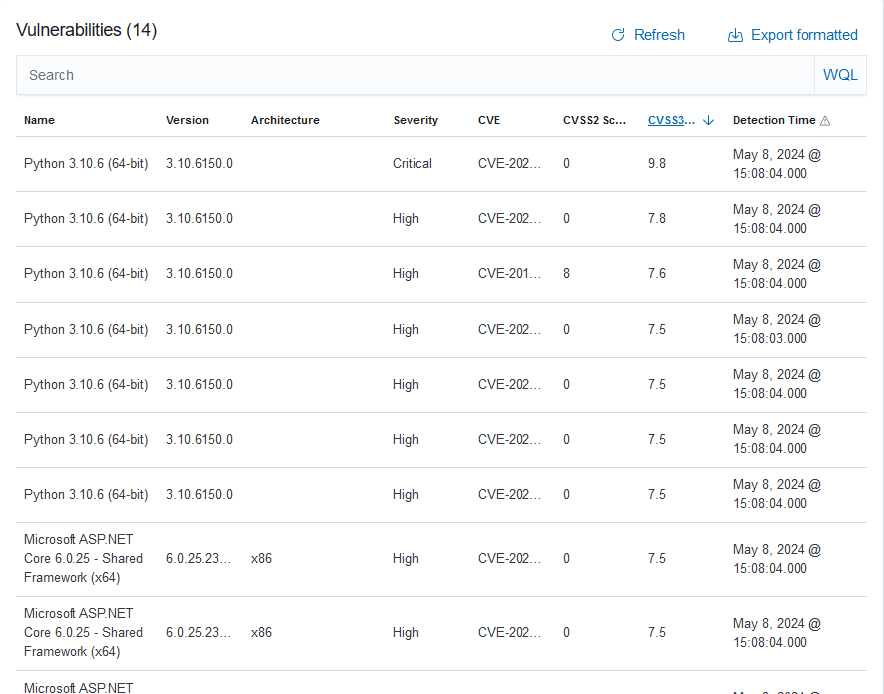 Vulnerabilities (14)
Refresh
Export formatted
Search
WQL
Name Version Architecture Severity CVE CVSS2 Sc... CVSS3... Detection Time
Python 3.10.6 (64-bit) 3.10.6150.0 Critical CVE-202... 0 9.8 May 8, 2024 @
15:08:04.000
Python 3.10.6 (64-bit) 3.10.6150.0 High CVE-202... 0 7.8 May 8, 2024 @
15:08:04.000
Python 3.10.6 (64-bit) 3.10.6150.0 High CVE-201... 8 7.6 May 8, 2024 @
15:08:04.000
Python 3.10.6 (64-bit) 3.10.6150.0 High CVE-202... 0 7.5 May 8, 2024 @
15:08:03.000
Python 3.10.6 (64-bit) 3.10.6150.0 High CVE-202... 0 7.5 May 8, 2024 @
15:08:04.000
Python 3.10.6 (64-bit) 3.10.6150.0 High CVE-202... 0 7.5 May 8, 2024 @
15:08:04.000
Python 3.10.6 (64-bit) 3.10.6150.0 High CVE-202... 0 7.5 May 8, 2024 @
15:08:04.000
Microsoft ASP.NET
Core 6.0.25 - Shared
Framework (x64)
6.0.25.23... x86 High CVE-202... 0 7.5 May 8, 2024 @
15:08:04.000
Microsoft ASP.NET
Core 6.0.25 - Shared
Framework (x64)
6.0.25.23... x86 High CVE-202... 0 7.5 May 8, 2024 @
15:08:04.000
Microsoft ASP.NET